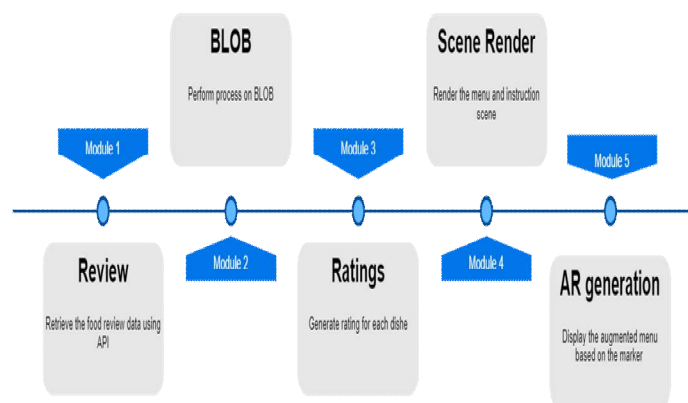 BLOB
Perform process on BLOB
Scene Render
Render the menu and instruction
scene
Module 1
Module 3
Module 5
Module 2
Module 4
Review
Retrieve the food review data using
API
Ratings
Generate rating for each dishe
AR generation
Display the augmented menu
based on the marker